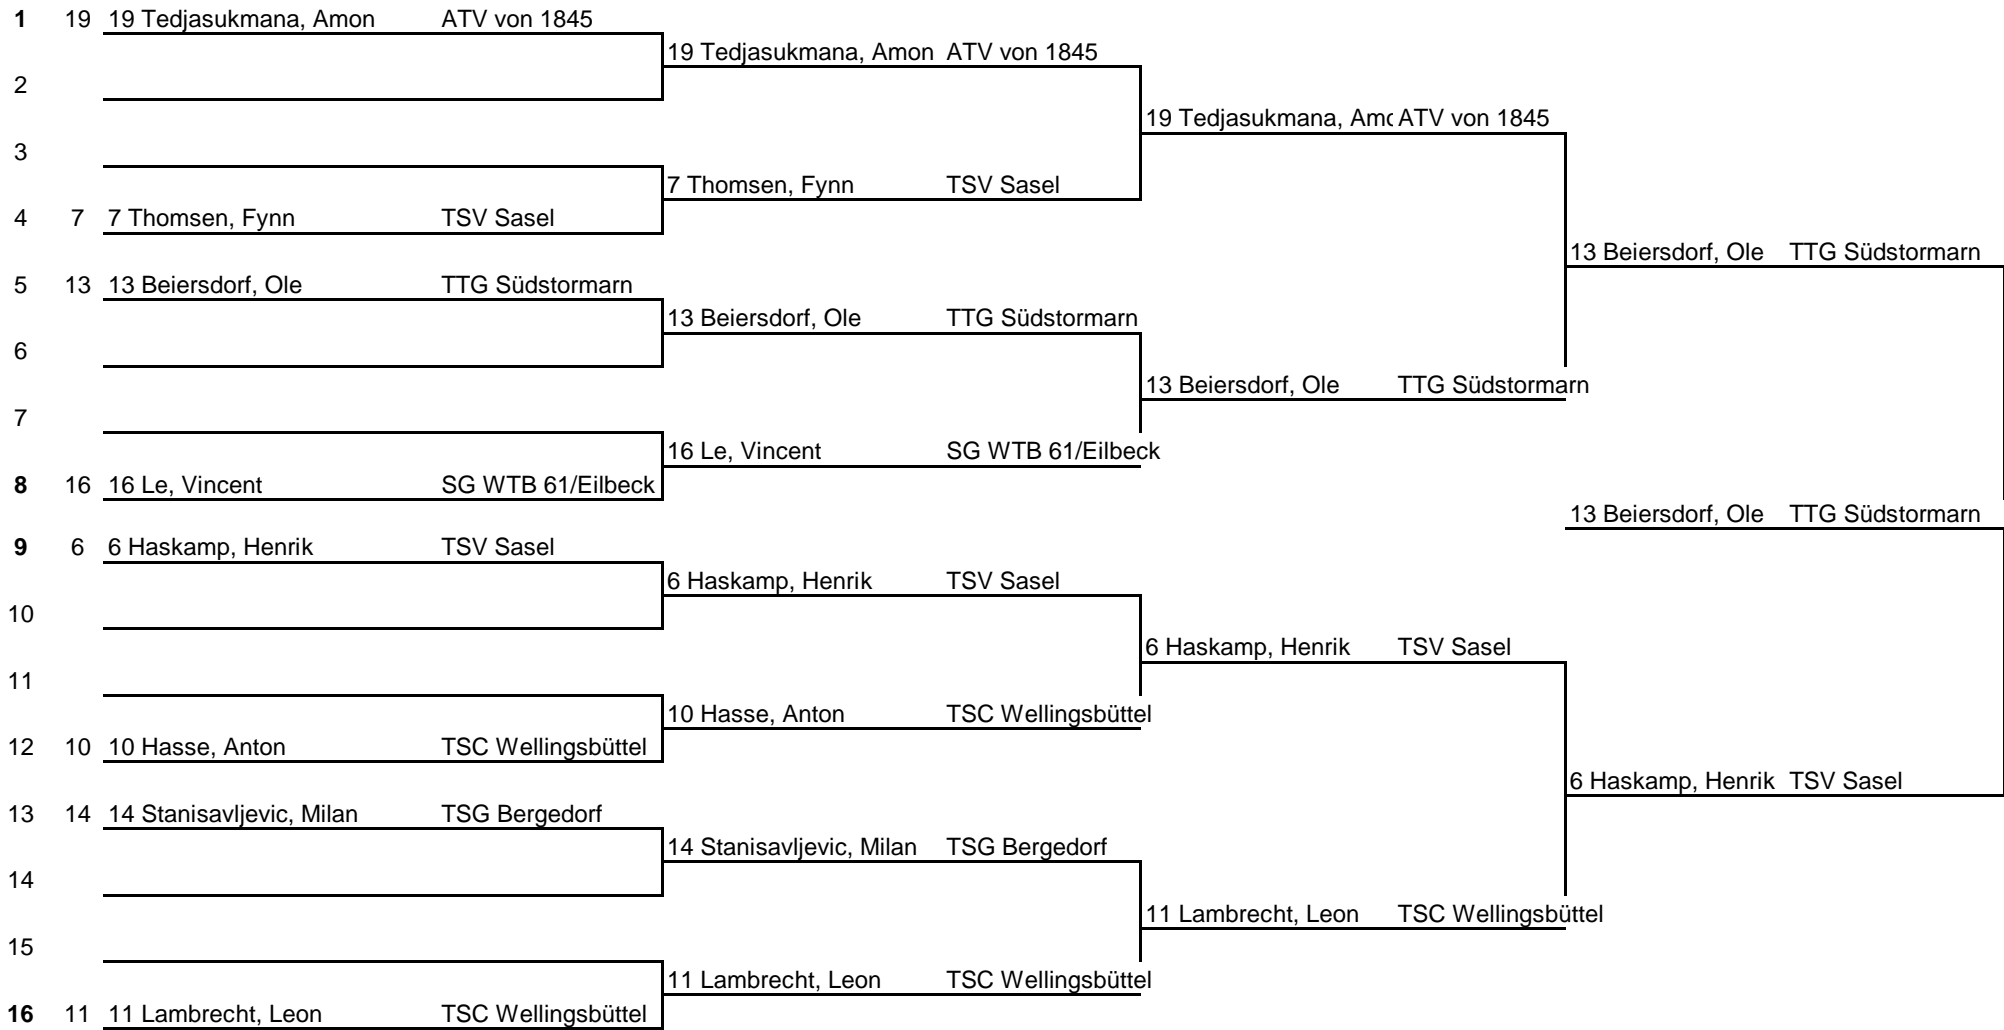 1 19 19 Tedjasukmana, Amon ATV von 1845
19 Tedjasukmana, Amon ATV von 1845
2
19 Tedjasukmana, Amc ATV von 1845
3
7 Thomsen, Fynn TSV Sasel
4 7 7 Thomsen, Fynn TSV Sasel
13 Beiersdorf, Ole TTG Südstormarn
5 13 13 Beiersdorf, Ole TTG Südstormarn
13 Beiersdorf, Ole TTG Südstormarn
6
13 Beiersdorf, Ole TTG Südstormarn
7
16 Le, Vincent SG WTB 61/Eilbeck
8 16 16 Le, Vincent SG WTB 61/Eilbeck
13 Beiersdorf, Ole TTG Südstormarn
9 6 6 Haskamp, Henrik TSV Sasel
6 Haskamp, Henrik TSV Sasel
10
6 Haskamp, Henrik TSV Sasel
11
10 Hasse, Anton TSC Wellingsbüttel
12 10 10 Hasse, Anton TSC Wellingsbüttel
6 Haskamp, Henrik TSV Sasel
13 14 14 Stanisavljevic, Milan TSG Bergedorf
14 Stanisavljevic, Milan TSG Bergedorf
14
11 Lambrecht, Leon TSC Wellingsbüttel
15
11 Lambrecht, Leon TSC Wellingsbüttel
16 11 11 Lambrecht, Leon TSC Wellingsbüttel